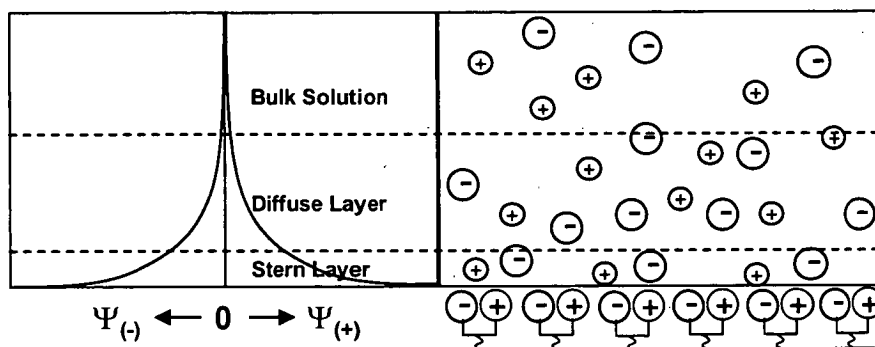 Bulk Solution
Diffuse Layer
Stern Layer
Ψ(-) ← 0 → Ψ(+)